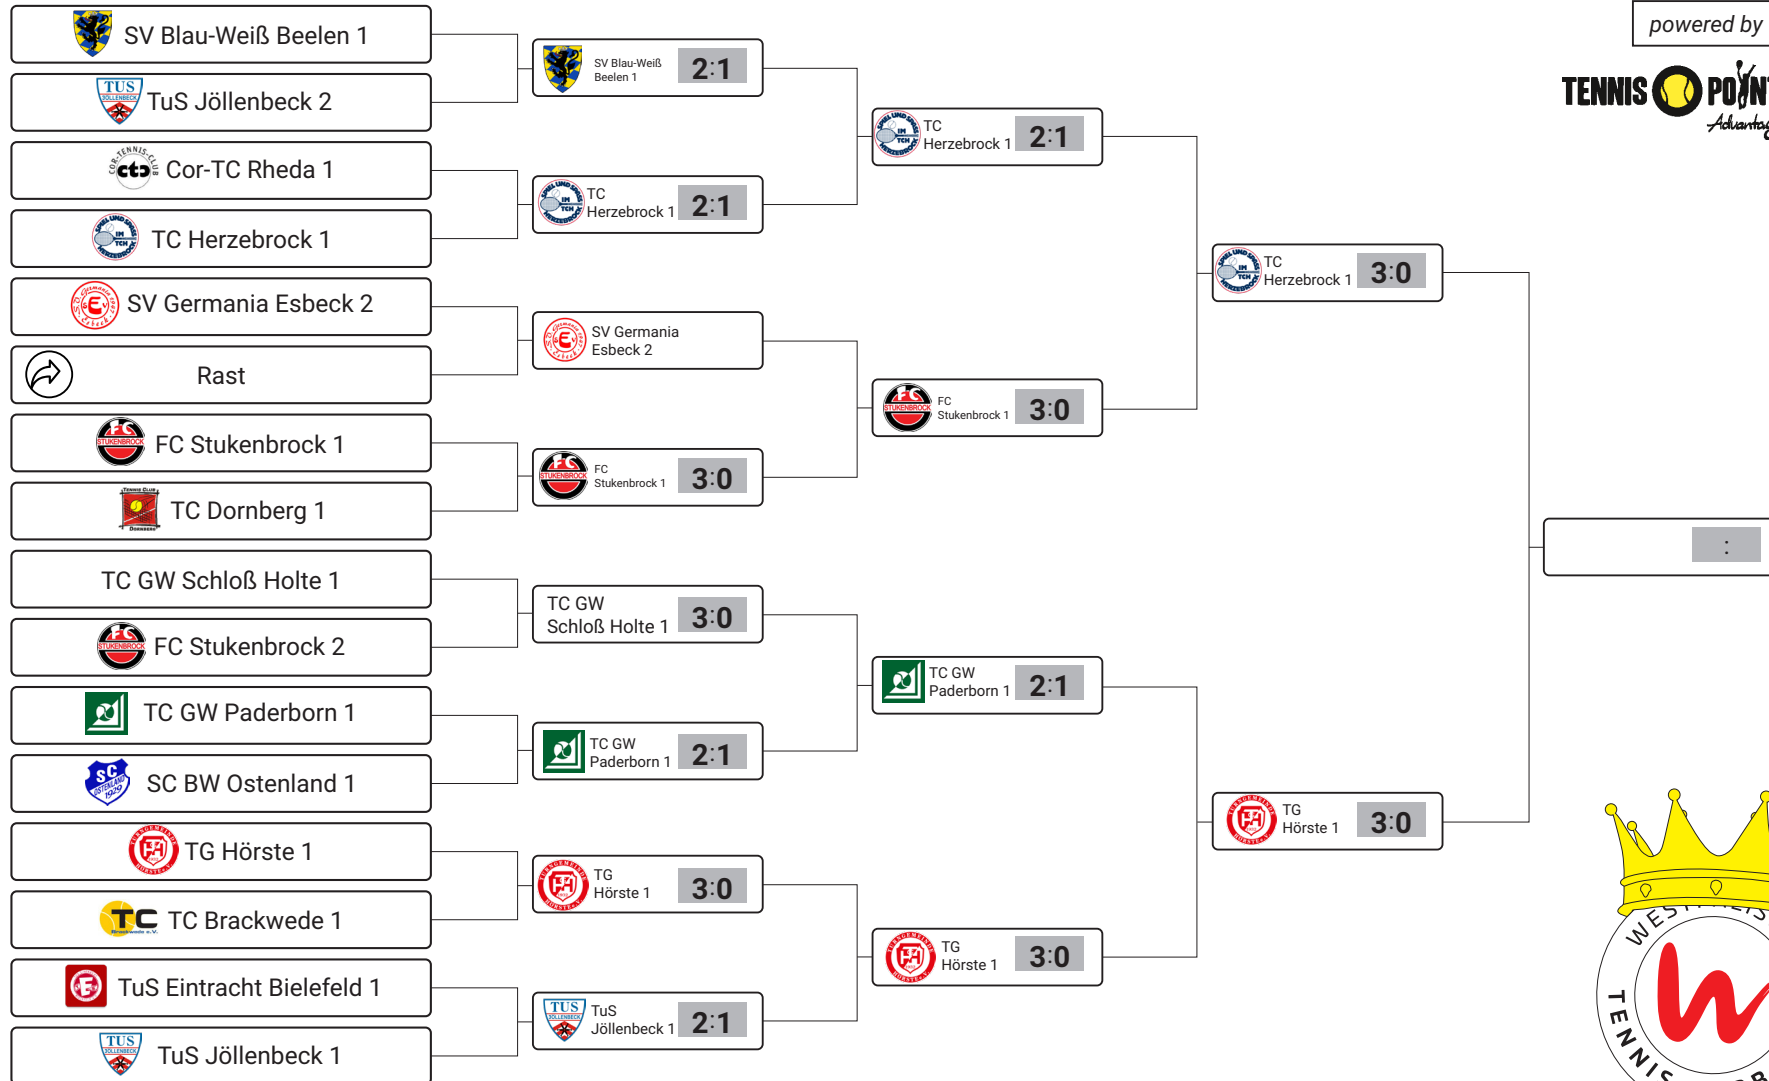 SV Blau-Weiß Beelen 1
TuS Jöllenbeck 2
Cor-TC Rheda 1
TC Herzebrock 1
SV Germania Esbeck 2
Rast
FC Stukenbrock 1
TC Dornberg 1
TC GW Schloß Holte 1
FC Stukenbrock 2
TC GW Paderborn 1
SC BW Ostenland 1
TG Hörste 1
TC Brackwede 1
TuS Eintracht Bielefeld 1
TuS Jöllenbeck 1
SV Blau-Weiß
Beelen 1
2:1
TC
Herzebrock 1
2:1
SV Germania
Esbeck 2
FC
Stukenbrock 1
3:0
TC GW
Schloß Holte 1
3:0
TC GW
Paderborn 1
2:1
TG
Hörste 1
3:0
TuS
Jöllenbeck 1
2:1
TC
Herzebrock 1
2:1
FC
Stukenbrock 1
3:0
TC GW
Paderborn 1
2:1
TG
Hörste 1
3:0
TC
Herzebrock 1
3:0
TG
Hörste 1
3:0
:
powered by
TENNIS POINT